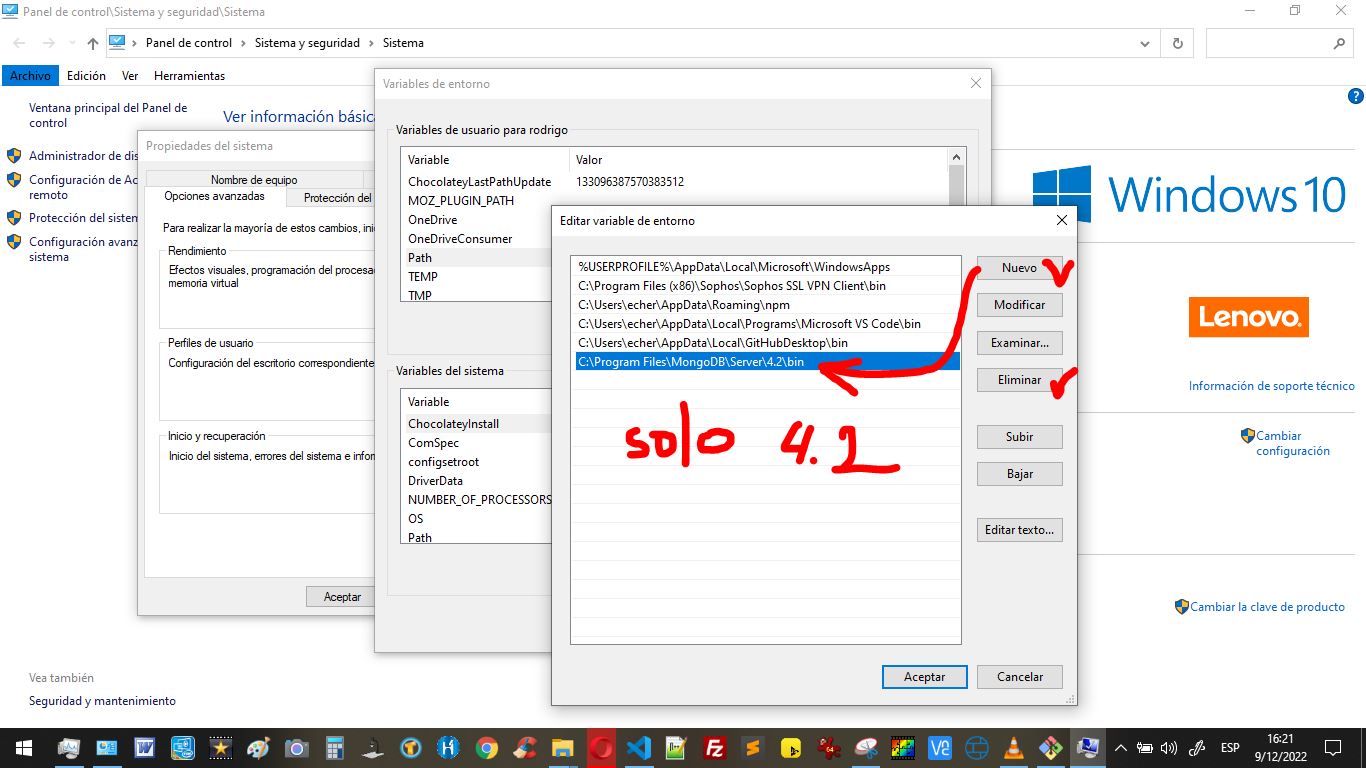 Panel de control\Sistema y seguridad\Sistema
Panel de control > Sistema y seguridad > Sistema
Archivo Edición Ver Herramientas
Ventana principal del Panel de
control
Administrador de dis
Configuración de Ac
remoto
Protección del sistem
Configuración avanz
sistema
Ver información básica
Propiedades del sistema
Nombre de equipo
Opciones avanzadas
Protección del
Para realizar la mayoría de estos cambios, inic
Rendimiento
Efectos visuales, programación del procesa
memoria virtual
Perfiles de usuario
Configuración del escritorio correspondiente
Inicio y recuperación
Inicio del sistema, errores del sistema e infor
Aceptar
Variables de entorno
Variables de usuario para rodrigo
Variable Valor
ChocolateyLastPathUpdate 133096387570383512
MOZ_PLUGIN_PATH
OneDrive
OneDriveConsumer
Path
TEMP
TMP
Variables del sistema
Variable
ChocolateyInstall
ComSpec
configsetroot
DriverData
NUMBER_OF_PROCESSORS
OS
Path
Editar variable de entorno
%USERPROFILE%\AppData\Local\Microsoft\WindowsApps
C:\Program Files (x86)\Sophos\Sophos SSL VPN Client\bin
C:\Users\echer\AppData\Roaming\npm
C:\Users\echer\AppData\Local\Programs\Microsoft VS Code\bin
C:\Users\echer\AppData\Local\GitHubDesktop\bin
C:\Program Files\MongoDB\Server\4.2\bin
solo 4.2
Nuevo
Modificar
Examinar...
Eliminar
Subir
Bajar
Editar texto...
Aceptar
Cancelar
Windows 10
Lenovo
Información de soporte técnico
Cambiar
configuración
Cambiar la clave de producto
Vea también
Seguridad y mantenimiento
ESP
16:21
9/12/2022